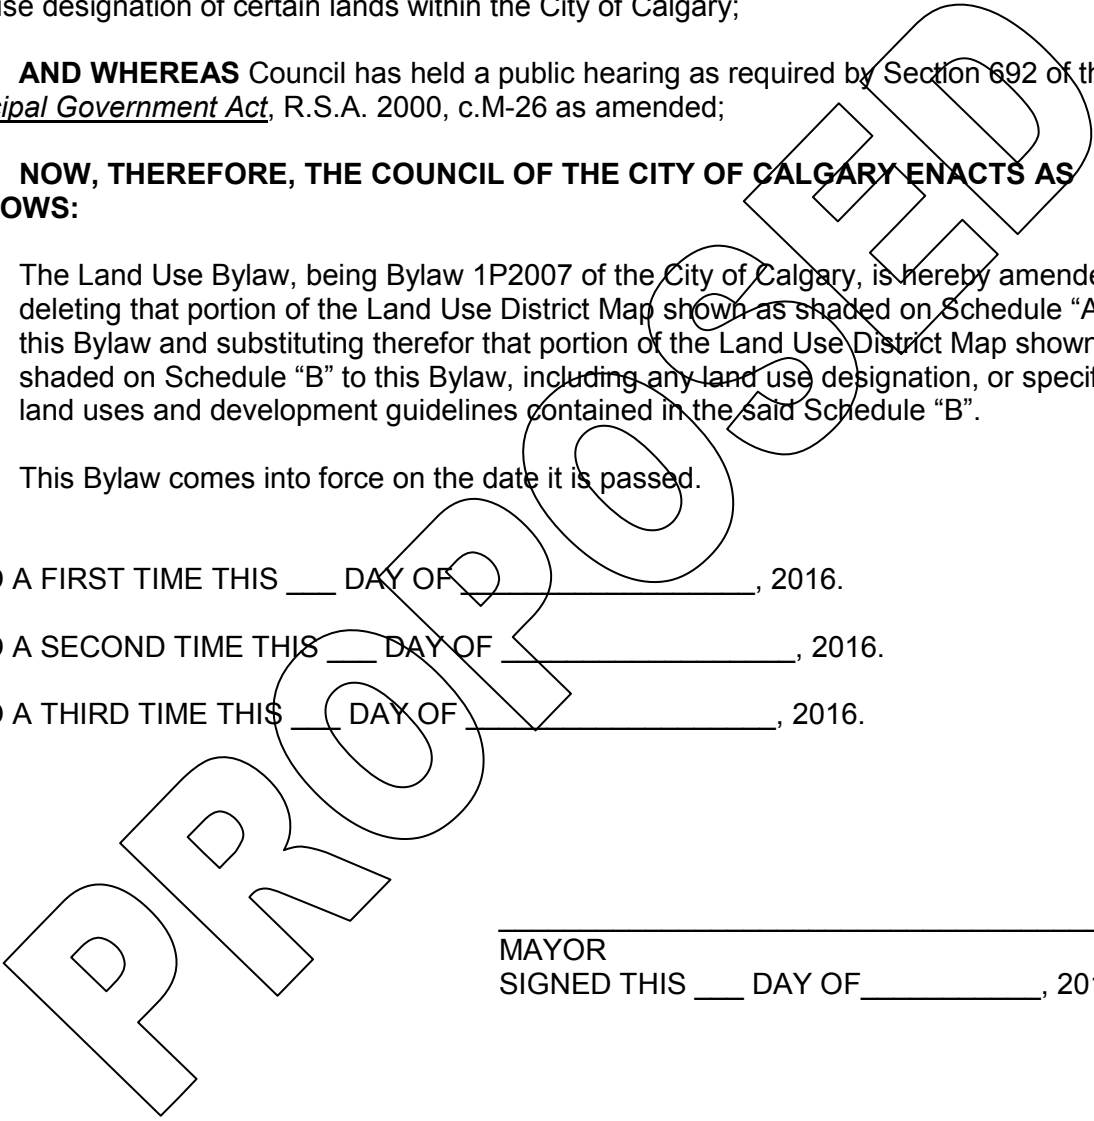 use designation of certain lands within the City of Calgary;
AND WHEREAS Council has held a public hearing as required by Section 692 of th
cipal Government Act, R.S.A. 2000, c.M-26 as amended;
NOW, THEREFORE, THE COUNCIL OF THE CITY OF CALGARY ENACTS AS
OWS:
The Land Use Bylaw, being Bylaw 1P2007 of the City of Calgary, is hereby amende
deleting that portion of the Land Use District Map shown as shaded on Schedule “A
this Bylaw and substituting therefor that portion of the Land Use District Map shown
shaded on Schedule “B” to this Bylaw, including any land use designation, or specif
land uses and development guidelines contained in the said Schedule “B”.
This Bylaw comes into force on the date it is passed.
D A FIRST TIME THIS ___ DAY OF __________________, 2016.
D A SECOND TIME THIS ___ DAY OF __________________, 2016.
D A THIRD TIME THIS ___ DAY OF ___________________, 2016.
MAYOR
SIGNED THIS ___ DAY OF___________, 201
PROPOSED